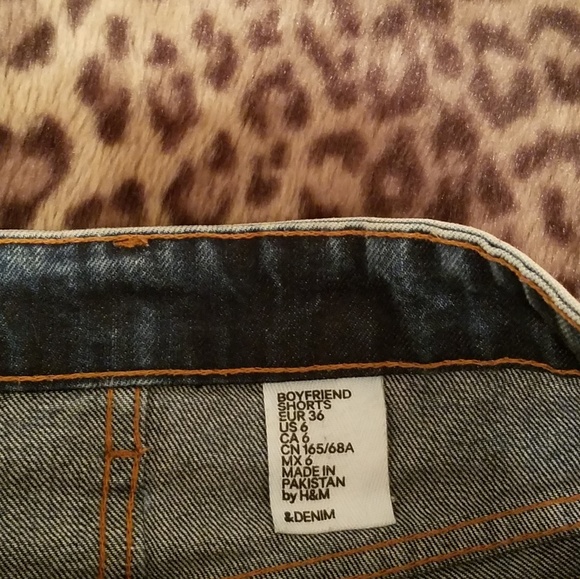 BOYFRIEND
SHORTS
EUR 36
US 6
CA 6
CN 165/68A
MX 6
MADE IN
PAKISTAN
by H&M
&DENIM